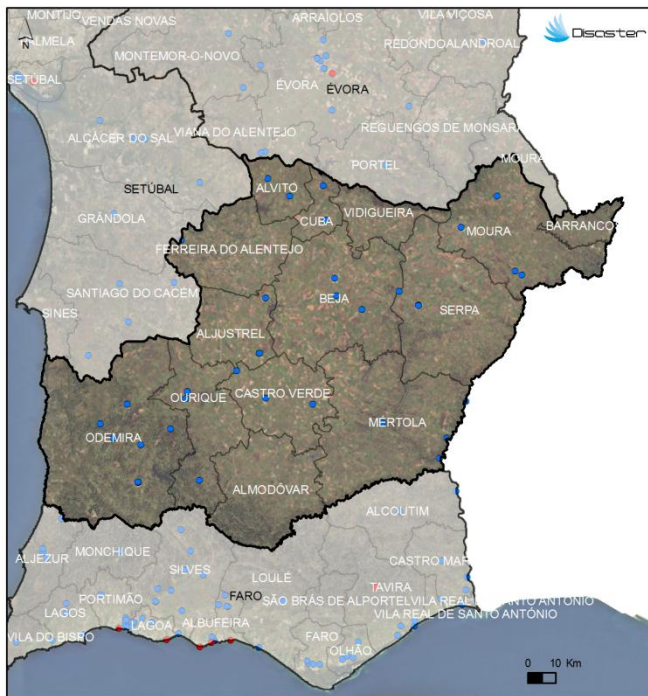 MONTIJO
VENDAS NOVAS
ARRAIOLOS
VILA VIÇOSA
Disaster
PALMELA
N
MONTEMOR-O-NOVO
REDONDO
ALANDROAL
SETÚBAL
ÉVORA
ÉVORA
ALCÁCER DO SAL
VIANA DO ALENTEJO
REGUENGOS DE MONSARA
PORTEL
MOURA
SETÚBAL
ALVITO
GRÂNDOLA
CUBA
VIDIGUEIRA
MOURA
BARRANCO
FERREIRA DO ALENTEJO
SANTIAGO DO CACÉM
BEJA
SERPA
SINES
ALJUSTREL
OURIQUE
CASTRO VERDE
MÉRTOLA
ODEMIRA
ALMODÔVAR
ALCOUTIM
ALJEZUR
MONCHIQUE
CASTRO MAR
SILVES
LOULÉ
TAVIRA
PORTIMÃO
FARO
SÃO BRÁS DE ALPORTEL
VILA REAL
SANTO ANTÓNIO
LAGOS
LAGOA
ALBUFEIRA
VILA REAL DE SANTO ANTÓNIO
VILA DO BISPO
FARO
OLHÃO
0 10 Km